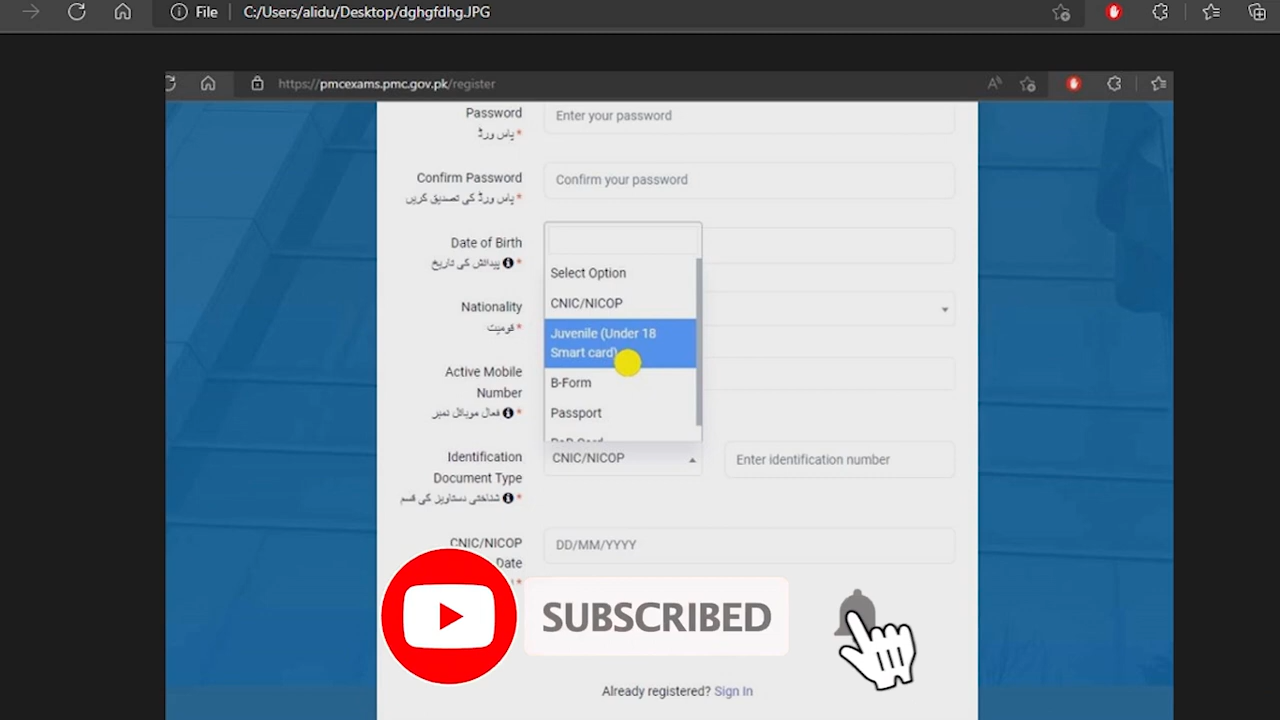 File
C:/Users/alidu/Desktop/dghgfdhg.JPG
https://pmcexams.pmc.gov.pk/register
Password
پاس ورڈ *
Enter your password
Confirm Password
پاس ورڈ کی تصدیق کریں *
Confirm your password
Date of Birth
پیدائش کی تاریخ *
Select Option
CNIC/NICOP
Juvenile (Under 18
Smart card)
B-Form
Passport
Nationality
قومیت *
Active Mobile
Number
فعال موبائل نمبر *
Identification
Document Type
شناختی دستاویز کی قسم *
CNIC/NICOP
Enter identification number
CNIC/NICOP
Date
DD/MM/YYYY
SUBSCRIBED
Already registered? Sign In